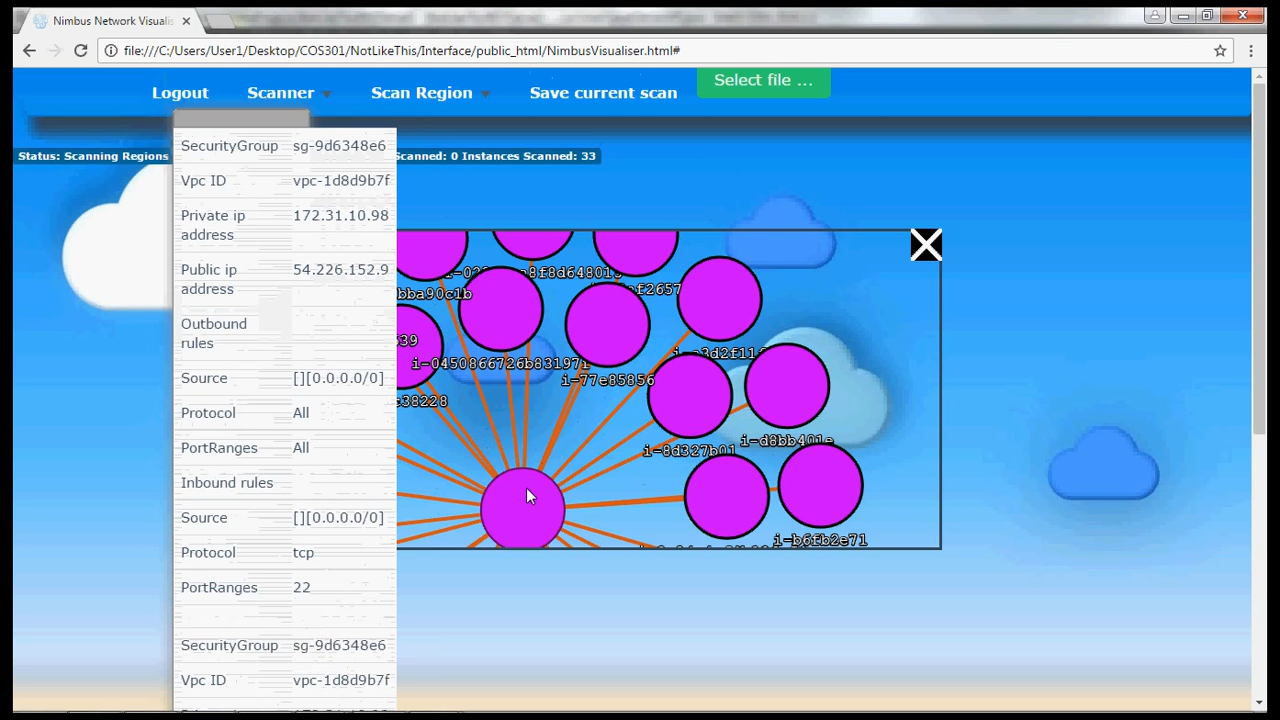 Nimbus Network Visualis
file:///C:/Users/User1/Desktop/COS301/NotLikeThis/Interface/public_html/NimbusVisualiser.html#
Logout Scanner Scan Region Save current scan Select file ...
Status: Scanning Regions Scanned: 0 Instances Scanned: 33
SecurityGroup sg-9d6348e6
Vpc ID vpc-1d8d9b7f
Private ip address 172.31.10.98
Public ip address 54.226.152.9
Outbound rules
Source [][0.0.0.0/0]
Protocol All
PortRanges All
Inbound rules
Source [][0.0.0.0/0]
Protocol tcp
PortRanges 22
SecurityGroup sg-9d6348e6
Vpc ID vpc-1d8d9b7f
bba90c1b
i-0450866726b83197f
i-77e85856
c38228
i-8d327b01
i-d8bb401e
i-b6fb2e71